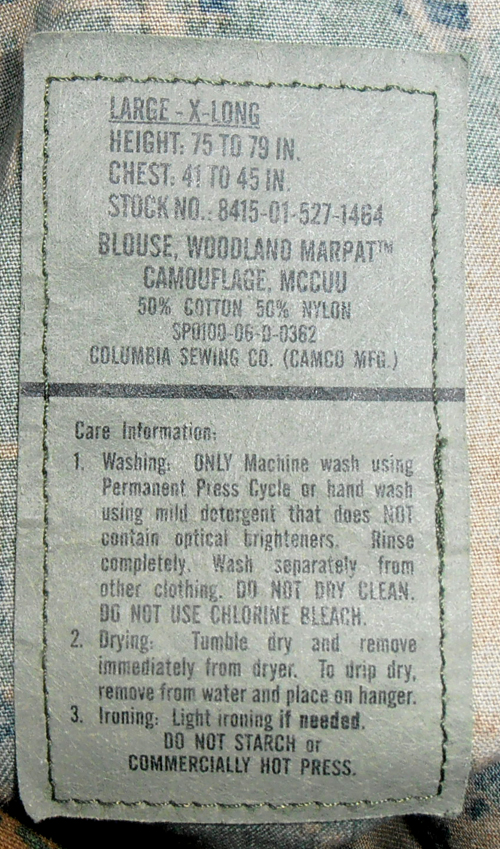 LARGE - X-LONG
HEIGHT: 75 TO 79 IN.
CHEST: 41 TO 45 IN.
STOCK NO.: 8415-01-527-1464
BLOUSE, WOODLAND MARPAT™
CAMOUFLAGE, MCCUU
50% COTTON 50% NYLON
SP0100-06-D-0362
COLUMBIA SEWING CO. (CAMCO MFG.)
Care Information:
1. Washing: ONLY Machine wash using
Permanent Press Cycle or hand wash
using mild detergent that does NOT
contain optical brighteners. Rinse
completely. Wash separately from
other clothing. DO NOT DRY CLEAN.
DO NOT USE CHLORINE BLEACH.
2. Drying: Tumble dry and remove
immediately from dryer. To drip dry,
remove from water and place on hanger.
3. Ironing: Light ironing if needed.
DO NOT STARCH or
COMMERCIALLY HOT PRESS.